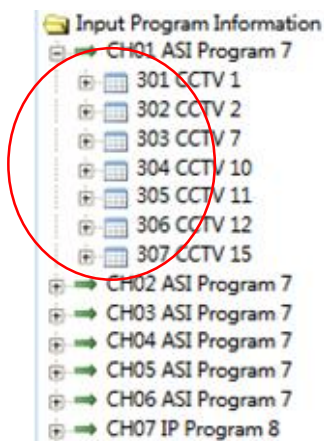 Input Program Information
CH01 ASI Program 7
301 CCTV 1
302 CCTV 2
303 CCTV 7
304 CCTV 10
305 CCTV 11
306 CCTV 12
307 CCTV 15
CH02 ASI Program 7
CH03 ASI Program 7
CH04 ASI Program 7
CH05 ASI Program 7
CH06 ASI Program 7
CH07 IP Program 8